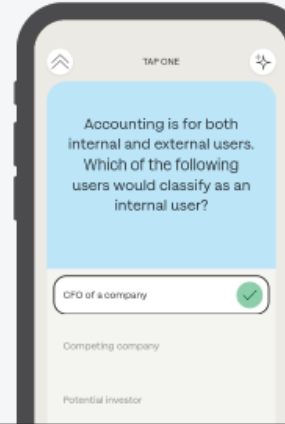 TAP ONE
Accounting is for both
internal and external users.
Which of the following
users would classify as an
internal user?
CFO of a company
Competing company
Potential investor